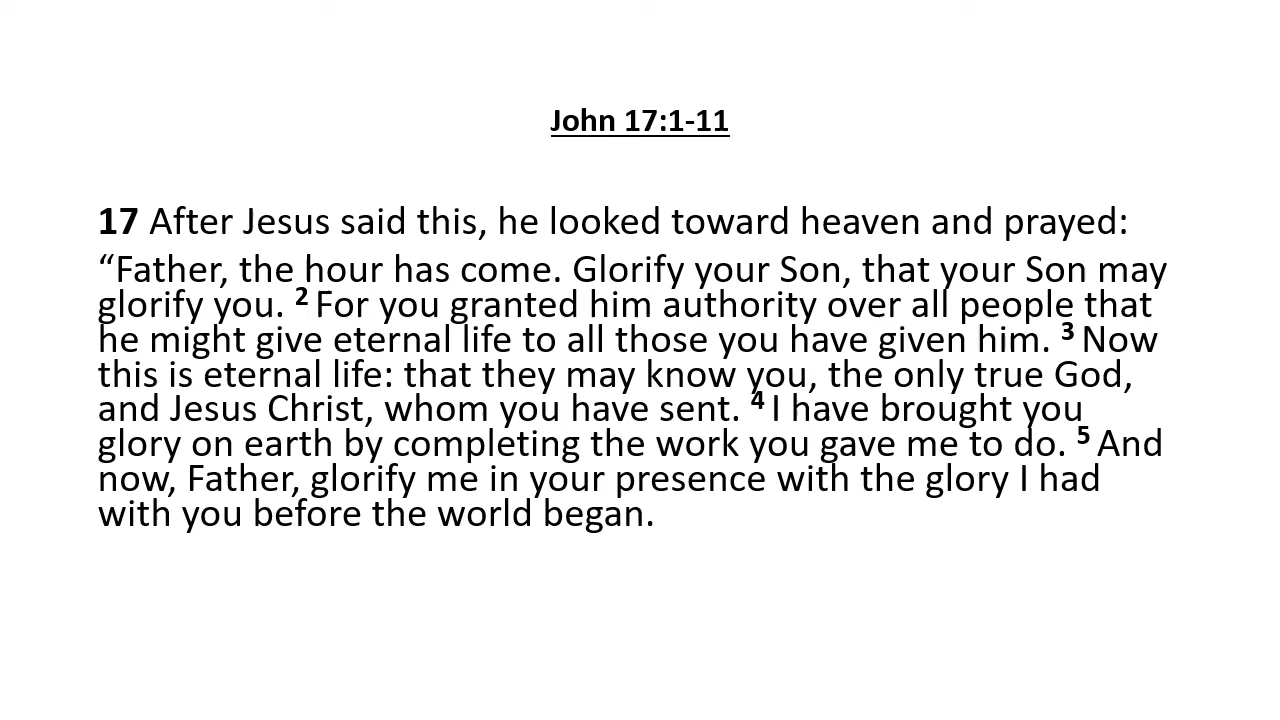 John 17:1-11
17 After Jesus said this, he looked toward heaven and prayed:
“Father, the hour has come. Glorify your Son, that your Son may
glorify you. 2 For you granted him authority over all people that
he might give eternal life to all those you have given him. 3 Now
this is eternal life: that they may know you, the only true God,
and Jesus Christ, whom you have sent. 4 I have brought you
glory on earth by completing the work you gave me to do. 5 And
now, Father, glorify me in your presence with the glory I had
with you before the world began.